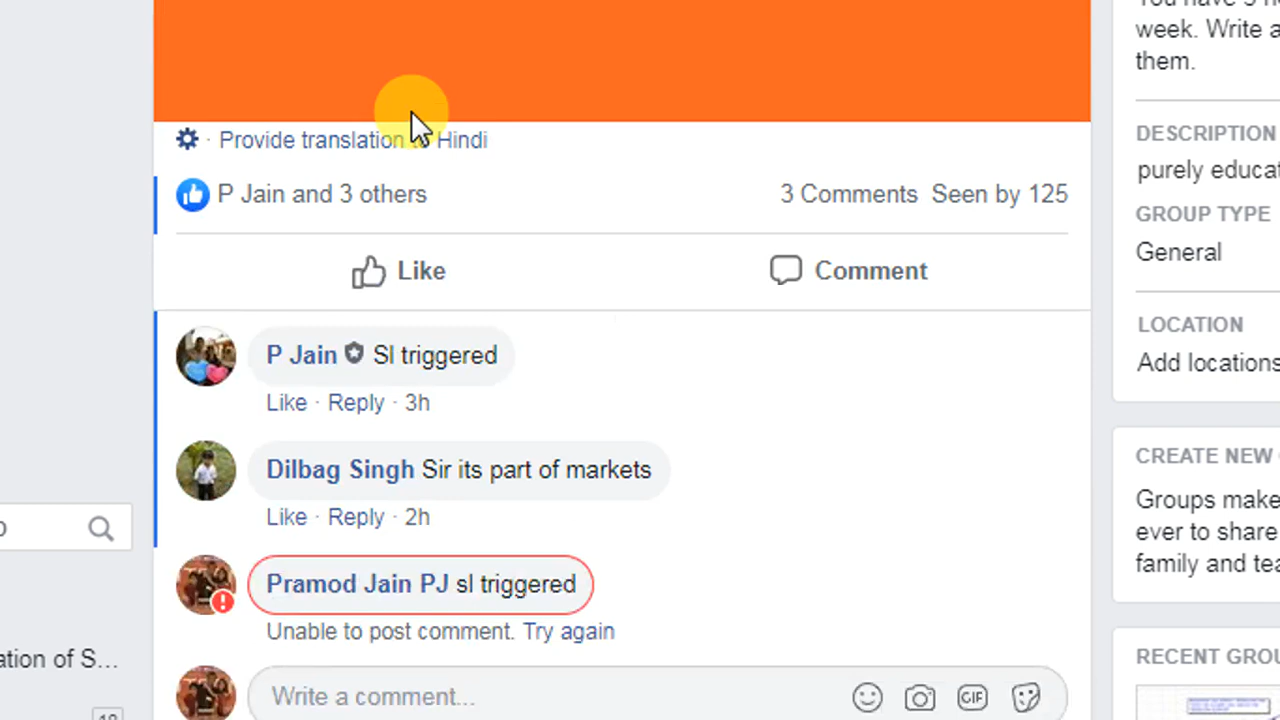 You have 3 n
week. Write a
them.
Provide translation to Hindi
P Jain and 3 others
3 Comments Seen by 125
Like
Comment
P Jain Sl triggered
Like · Reply · 3h
Dilbag Singh Sir its part of markets
Like · Reply · 2h
Pramod Jain PJ sl triggered
Unable to post comment. Try again
Write a comment...
GIF
ation of S...
DESCRIPTION
purely educat
GROUP TYPE
General
LOCATION
Add locations
CREATE NEW
Groups make
ever to share
family and tea
RECENT GROU